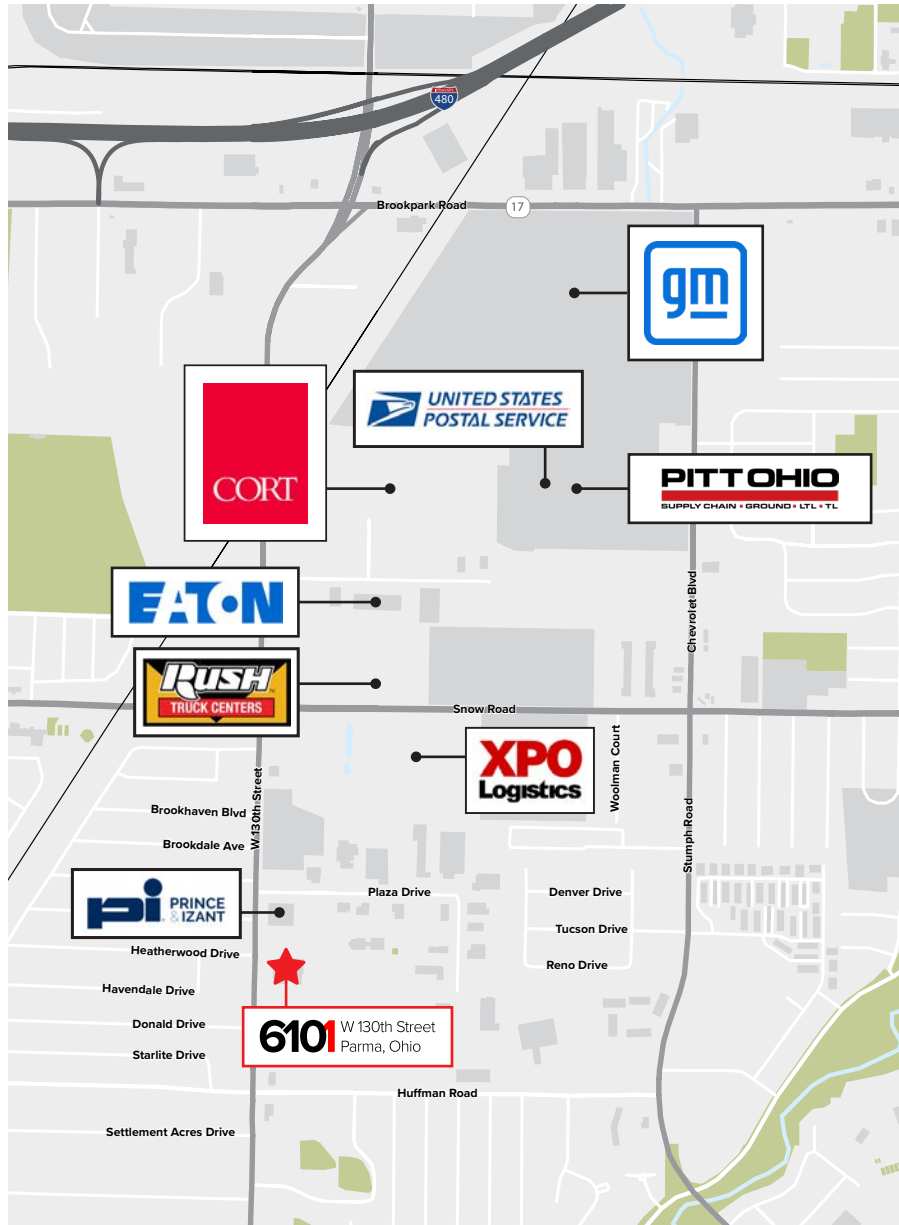 INTERSTATE
480
Brookpark Road
17
gm
CORT
UNITED STATES
POSTAL SERVICE
PITT OHIO
SUPPLY CHAIN ▪ GROUND ▪ LTL ▪ TL
EATON
Chevrolet Blvd
RUSH
TRUCK CENTERS
Snow Road
XPO
Logistics
Woolman Court
W 130th Street
Brookhaven Blvd
Brookdale Ave
Stumph Road
pi PRINCE
& IZANT
Plaza Drive
Denver Drive
Tucson Drive
Heatherwood Drive
Reno Drive
Havendale Drive
Donald Drive
6101 W 130th Street
Parma, Ohio
Starlite Drive
Huffman Road
Settlement Acres Drive